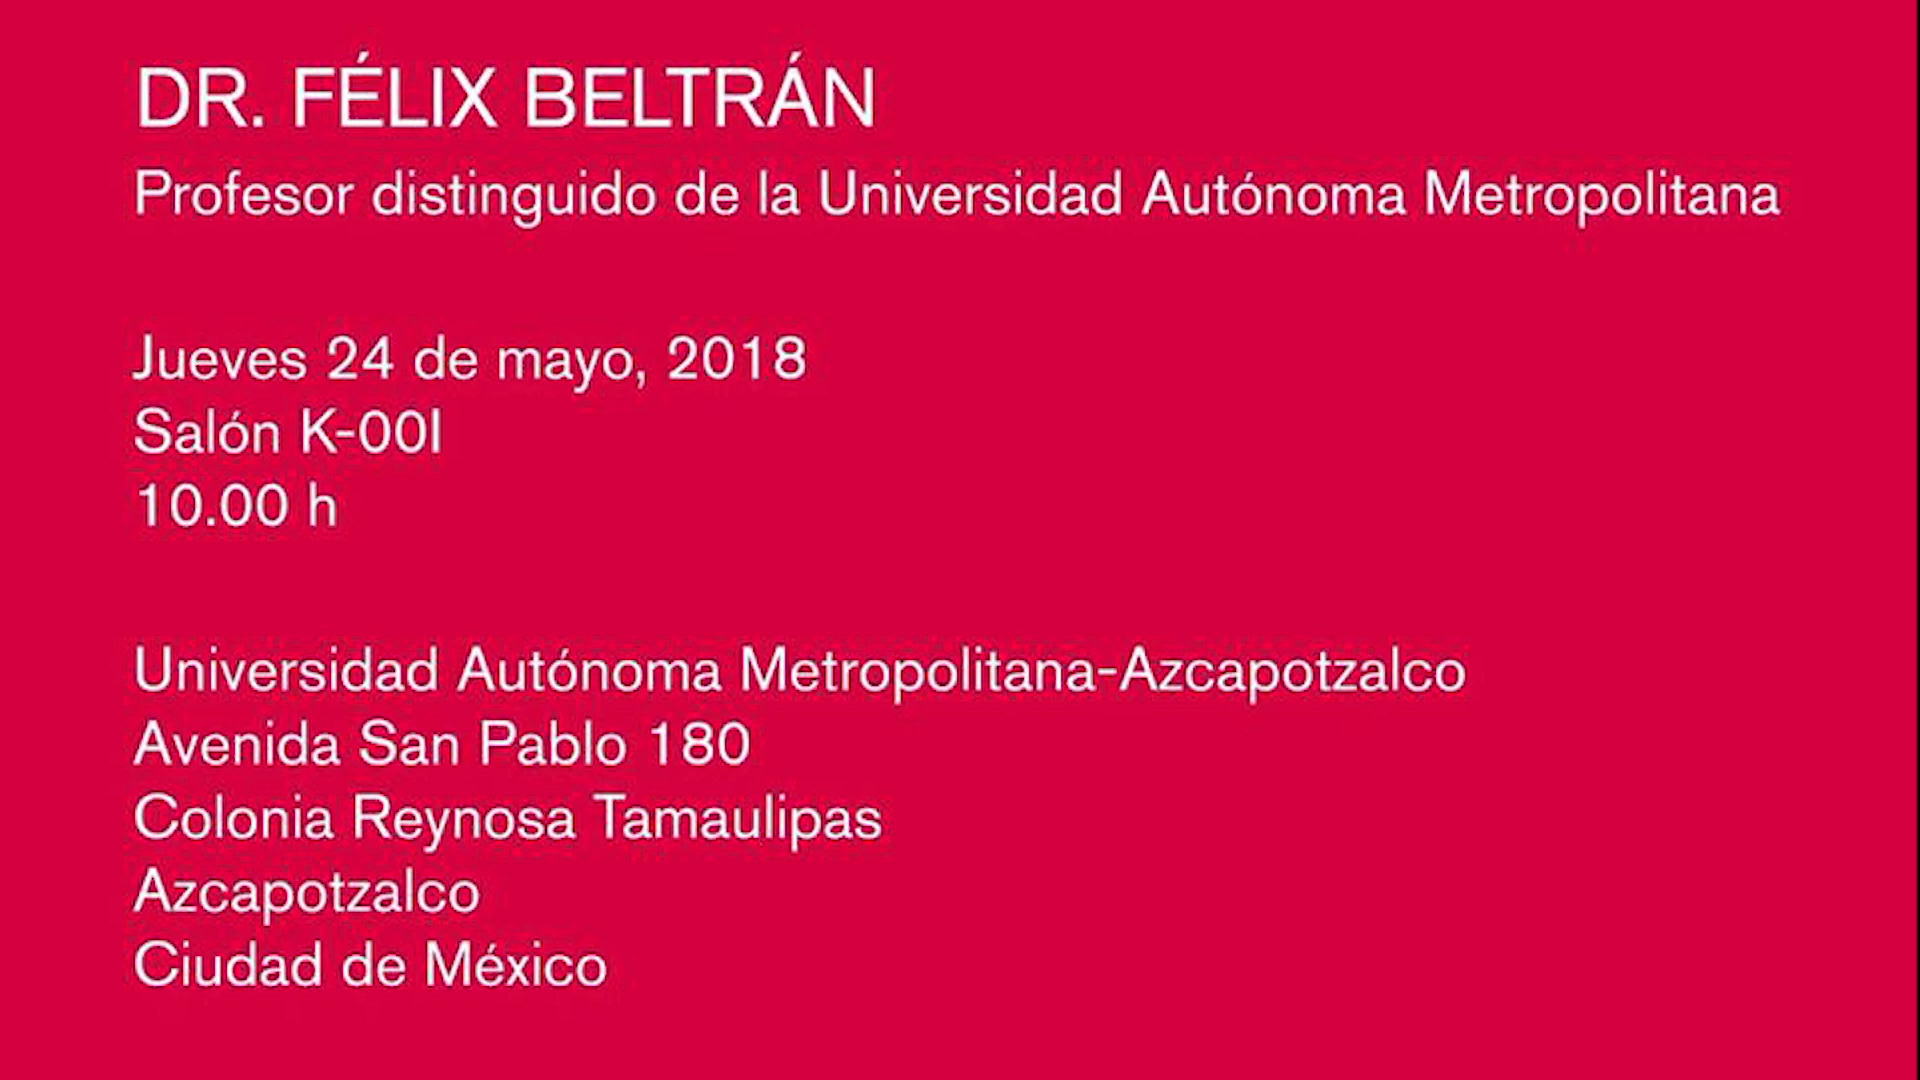 DR. FÉLIX BELTRÁN
Profesor distinguido de la Universidad Autónoma Metropolitana
Jueves 24 de mayo, 2018
Salón K-00l
10.00 h
Universidad Autónoma Metropolitana-Azcapotzalco
Avenida San Pablo 180
Colonia Reynosa Tamaulipas
Azcapotzalco
Ciudad de México